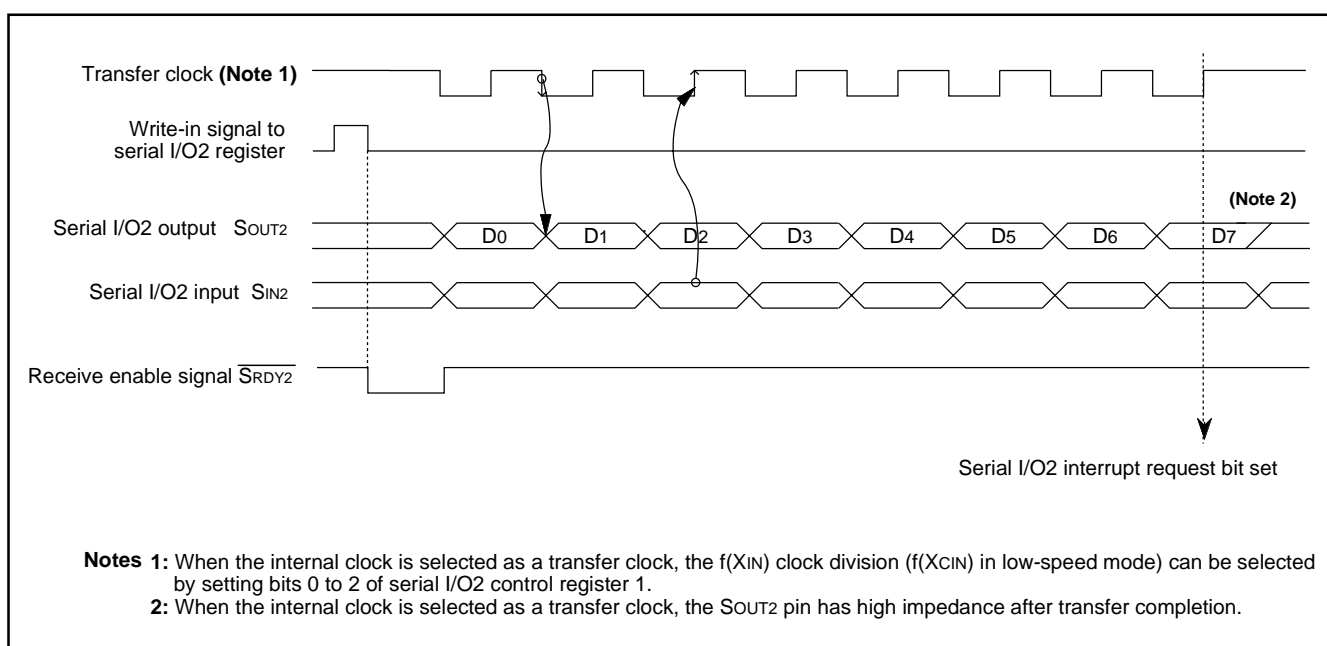 Transfer clock (Note 1)
Write-in signal to
serial I/O2 register
(Note 2)
Serial I/O2 output SOUT2
D0 D1 D2 D3 D4 D5 D6 D7
Serial I/O2 input SIN2
Receive enable signal SRDY2
Serial I/O2 interrupt request bit set
Notes 1: When the internal clock is selected as a transfer clock, the f(XIN) clock division (f(XCIN) in low-speed mode) can be selected
by setting bits 0 to 2 of serial I/O2 control register 1.
2: When the internal clock is selected as a transfer clock, the SOUT2 pin has high impedance after transfer completion.